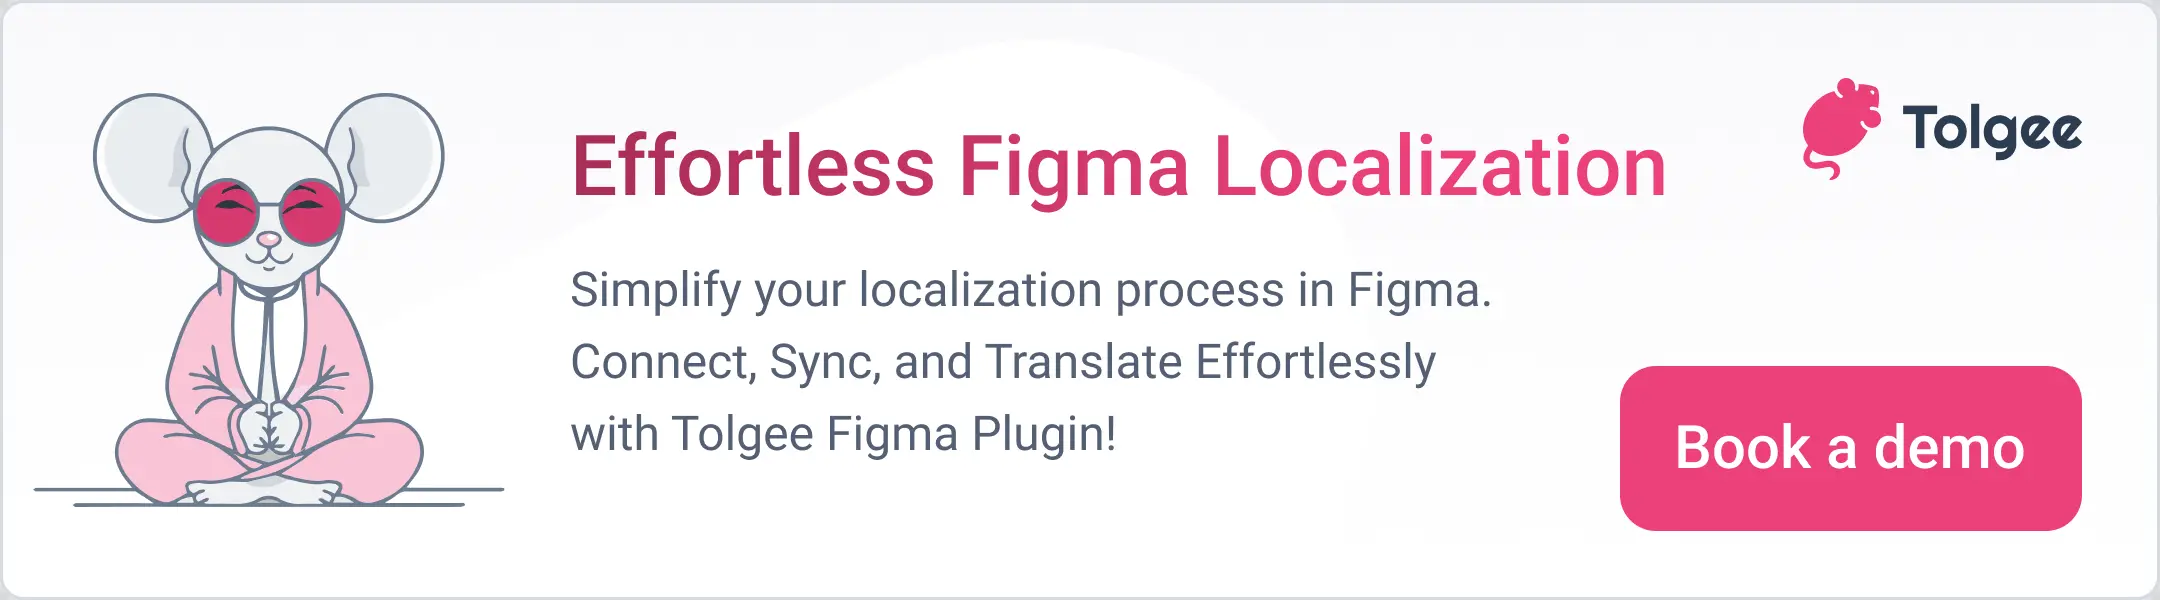 Effortless Figma Localization
Tolgee
Simplify your localization process in Figma.
Connect, Sync, and Translate Effortlessly
with Tolgee Figma Plugin!
Book a demo